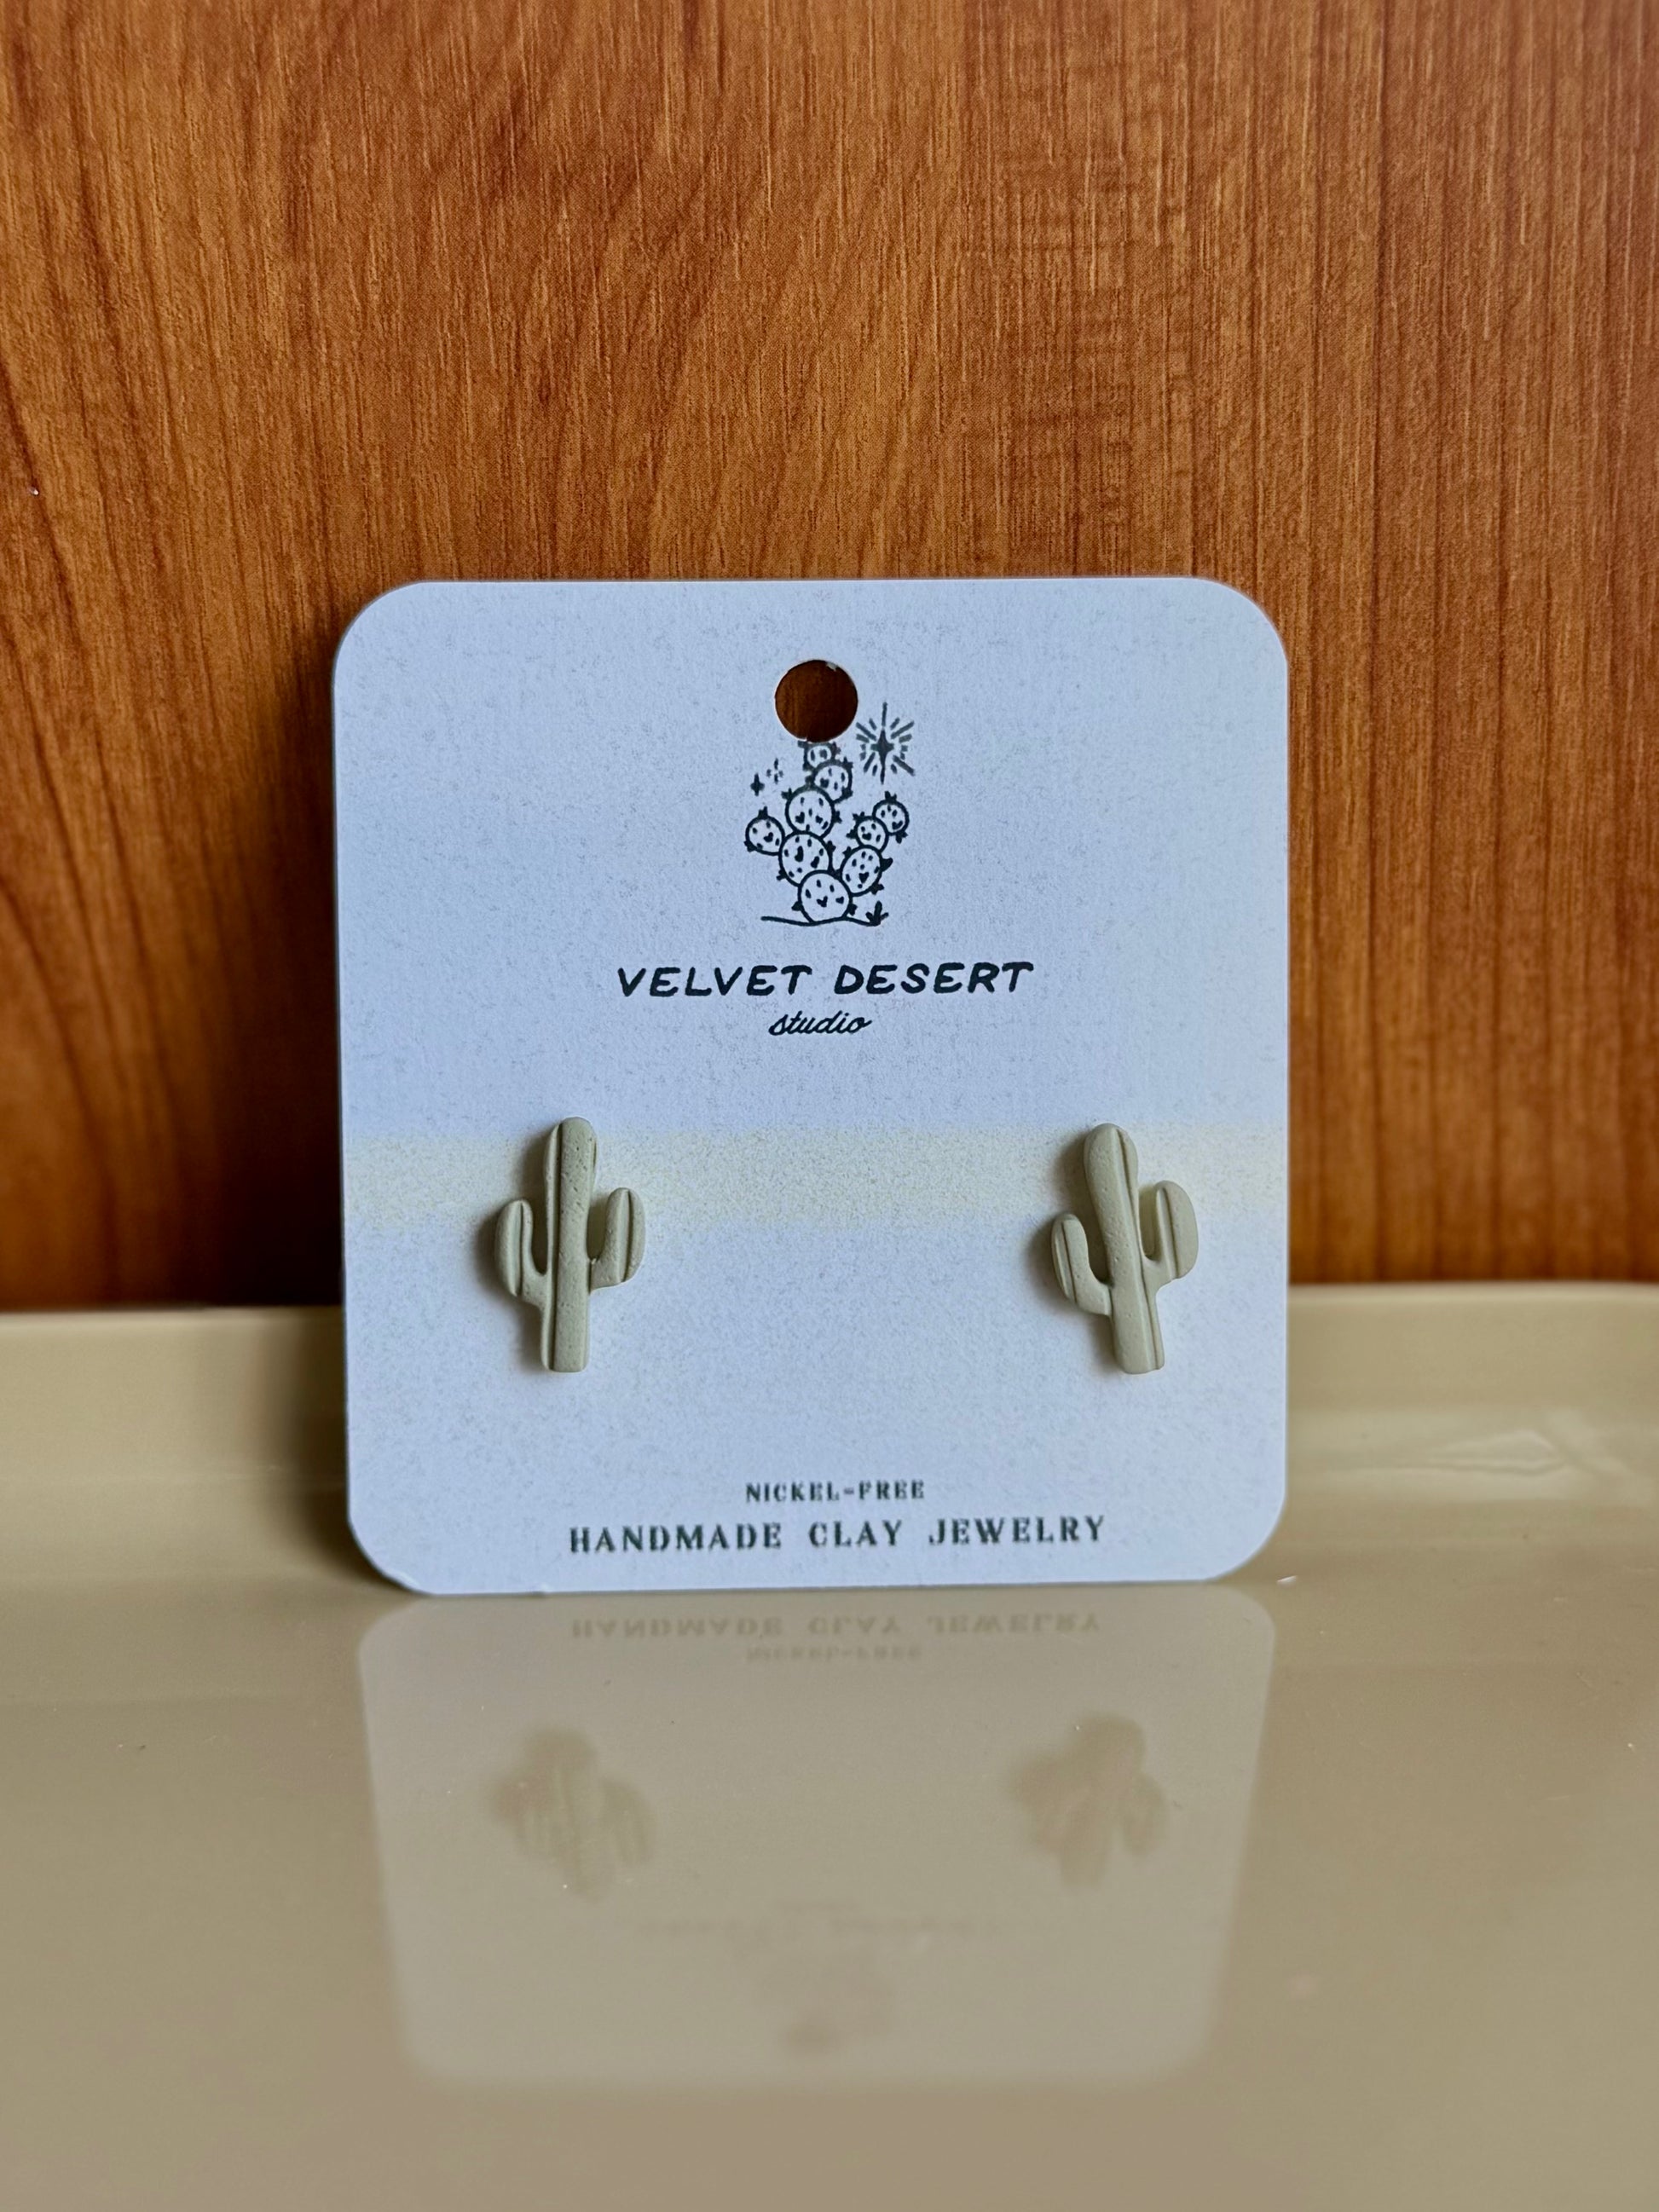 VELVET DESERT
studio
NICKEL-FREE
HANDMADE CLAY JEWELRY